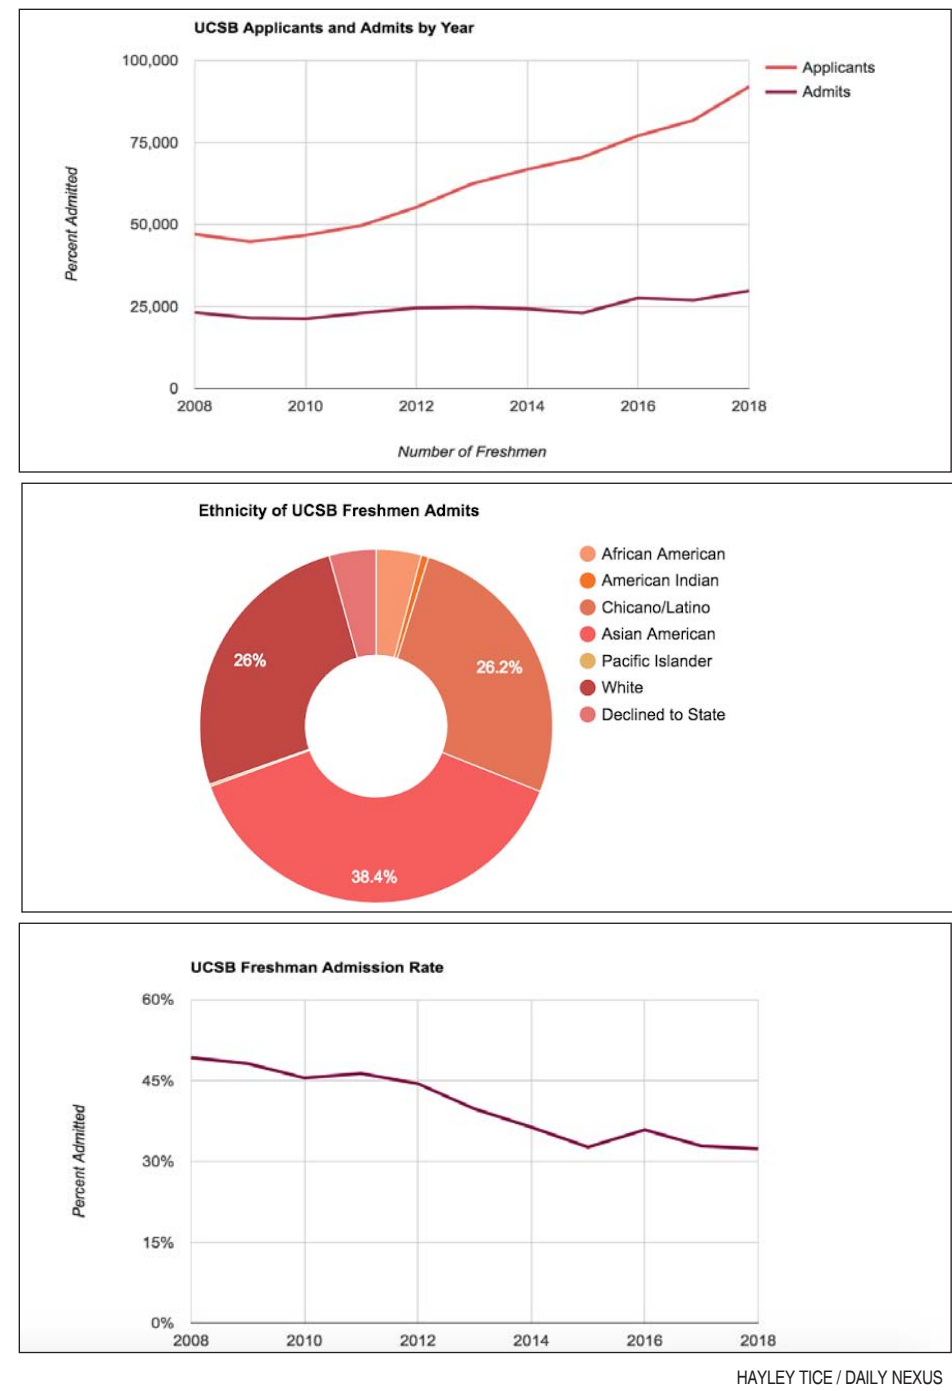 UCSB Applicants and Admits by Year
100,000
75,000
50,000
25,000
0
Percent Admitted
2008 2010 2012 2014 2016 2018
Number of Freshmen
Applicants
Admits
Ethnicity of UCSB Freshmen Admits
26%
26.2%
38.4%
African American
American Indian
Chicano/Latino
Asian American
Pacific Islander
White
Declined to State
UCSB Freshman Admission Rate
60%
45%
30%
15%
0%
Percent Admitted
2008 2010 2012 2014 2016 2018
HAYLEY TICE / DAILY NEXUS